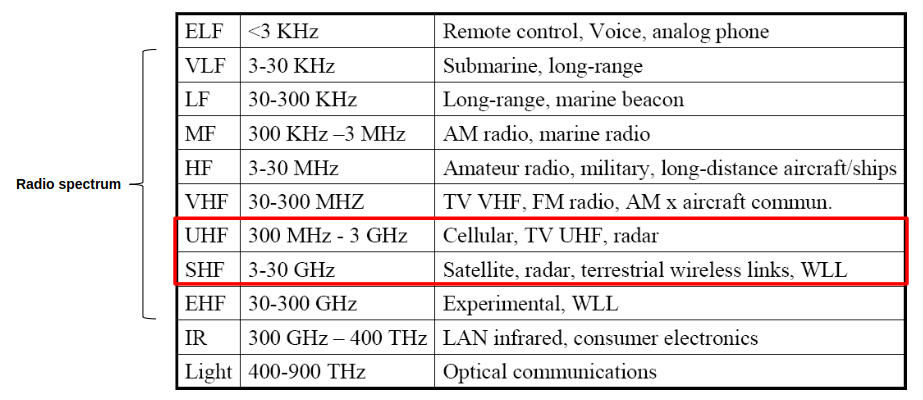 ELF <3 KHz Remote control, Voice, analog phone
VLF 3-30 KHz Submarine, long-range
LF 30-300 KHz Long-range, marine beacon
MF 300 KHz –3 MHz AM radio, marine radio
HF 3-30 MHz Amateur radio, military, long-distance aircraft/ships
Radio spectrum
VHF 30-300 MHZ TV VHF, FM radio, AM x aircraft commun.
UHF 300 MHz - 3 GHz Cellular, TV UHF, radar
SHF 3-30 GHz Satellite, radar, terrestrial wireless links, WLL
EHF 30-300 GHz Experimental, WLL
IR 300 GHz – 400 THz LAN infrared, consumer electronics
Light 400-900 THz Optical communications